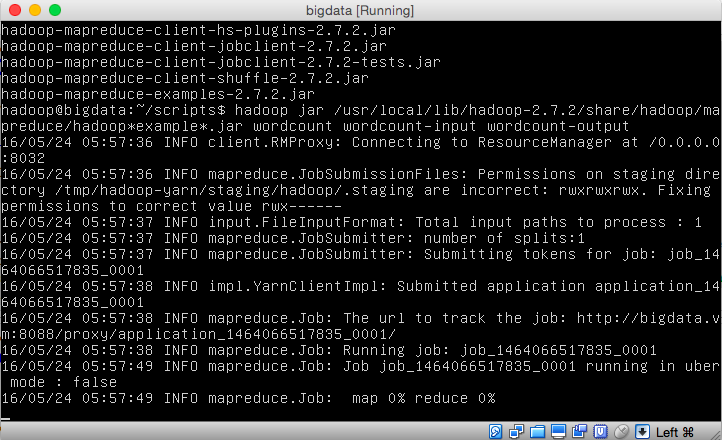 bigdata [Running]
hadoop-mapreduce-client-hs-plugins-2.7.2.jar
hadoop-mapreduce-client-jobclient-2.7.2.jar
hadoop-mapreduce-client-jobclient-2.7.2-tests.jar
hadoop-mapreduce-client-shuffle-2.7.2.jar
hadoop-mapreduce-examples-2.7.2.jar
hadoop@bigdata:~/scripts$ hadoop jar /usr/local/lib/hadoop-2.7.2/share/hadoop/ma
preduce/hadoop*example*.jar wordcount wordcount-input wordcount-output
16/05/24 05:57:36 INFO client.RMProxy: Connecting to ResourceManager at /0.0.0.0
:8032
16/05/24 05:57:36 INFO mapreduce.JobSubmissionFiles: Permissions on staging dire
ctory /tmp/hadoop-yarn/staging/hadoop/.staging are incorrect: rwxrwxrwx. Fixing
permissions to correct value rwx------
16/05/24 05:57:37 INFO input.FileInputFormat: Total input paths to process : 1
16/05/24 05:57:37 INFO mapreduce.JobSubmitter: number of splits:1
16/05/24 05:57:37 INFO mapreduce.JobSubmitter: Submitting tokens for job: job_14
64066517835_0001
16/05/24 05:57:38 INFO impl.YarnClientImpl: Submitted application application_14
64066517835_0001
16/05/24 05:57:38 INFO mapreduce.Job: The url to track the job: http://bigdata.v
m:8088/proxy/application_1464066517835_0001/
16/05/24 05:57:38 INFO mapreduce.Job: Running job: job_1464066517835_0001
16/05/24 05:57:49 INFO mapreduce.Job: Job job_1464066517835_0001 running in uber
 mode : false
16/05/24 05:57:49 INFO mapreduce.Job:  map 0% reduce 0%
_
Left ⌘